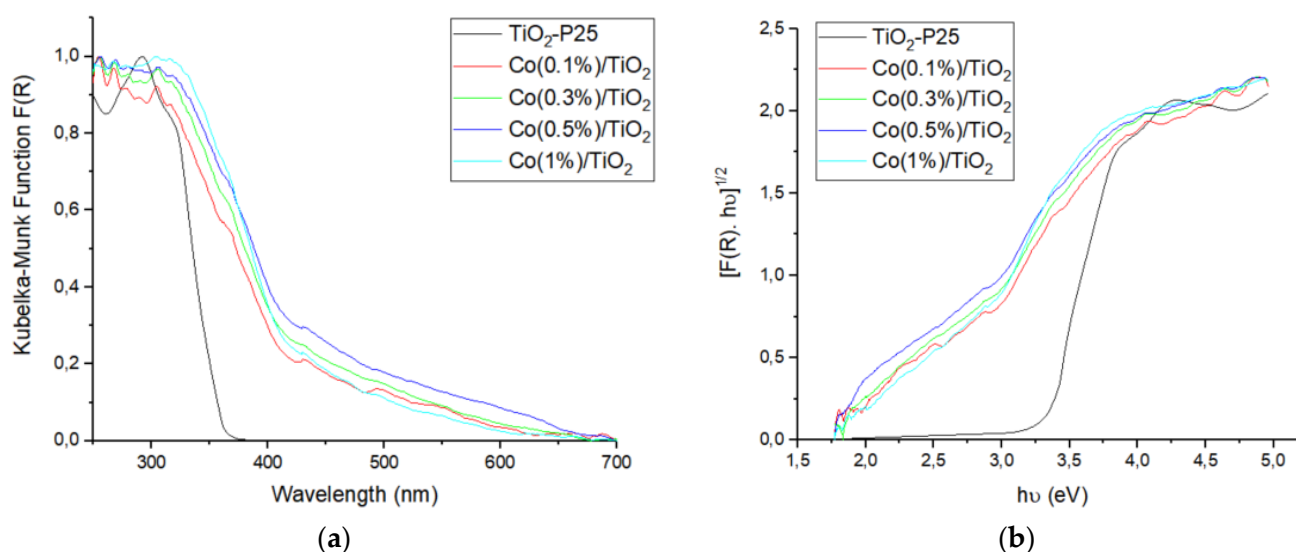 TiO₂-P25
Co(0.1%)/TiO₂
Co(0.3%)/TiO₂
Co(0.5%)/TiO₂
Co(1%)/TiO₂
Kubelka-Munk Function F(R)
1,0
0,8
0,6
0,4
0,2
0,0
300 400 500 600 700
Wavelength (nm)
(a)
TiO₂-P25
Co(0.1%)/TiO₂
Co(0.3%)/TiO₂
Co(0.5%)/TiO₂
Co(1%)/TiO₂
[F(R). hυ]¹/²
2,5
2,0
1,5
1,0
0,5
0,0
1,5 2,0 2,5 3,0 3,5 4,0 4,5 5,0
hυ (eV)
(b)